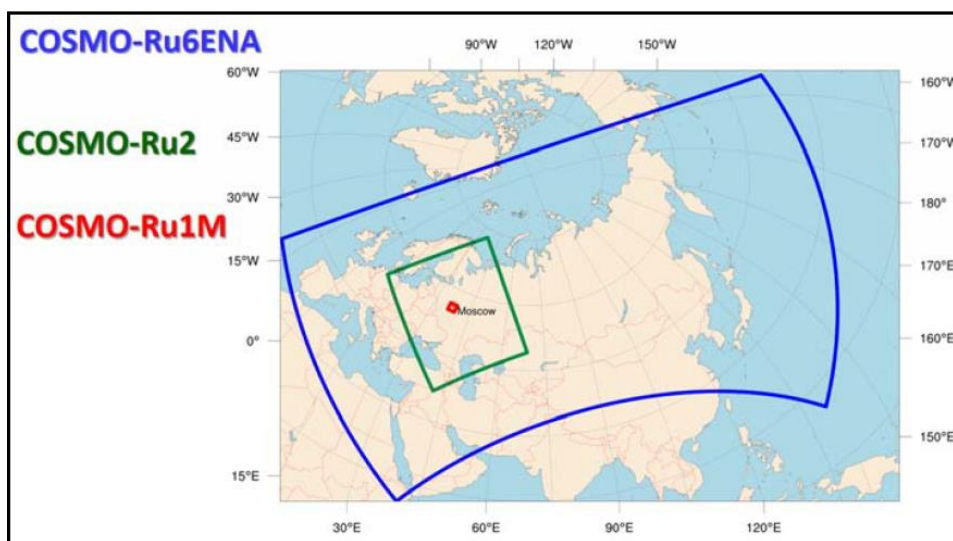 COSMO-Ru6ENA
COSMO-Ru2
COSMO-Ru1M
90°W 120°W 150°W
60°W
45°W
30°W
15°W
0°
15°E
160°W
170°W
180°
170°E
160°E
150°E
Moscow
30°E 60°E 90°E 120°E